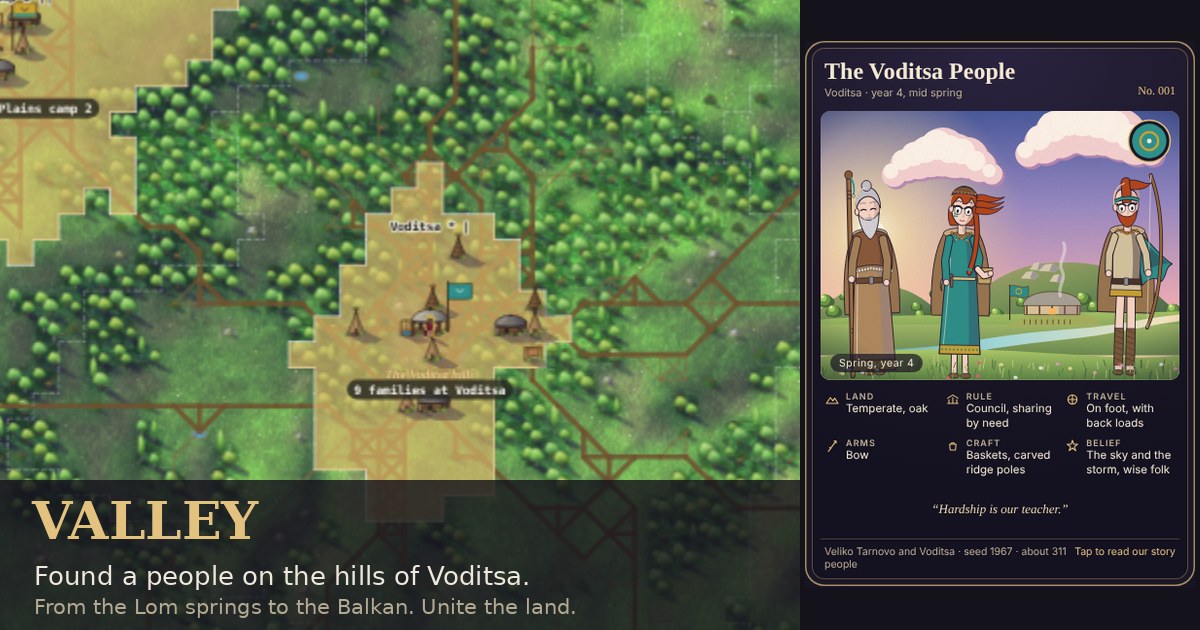 Plains camp 2
Voditsa * |
9 families at Voditsa
VALLEY
Found a people on the hills of Voditsa.
From the Lom springs to the Balkan. Unite the land.
The Voditsa People
Voditsa · year 4, mid spring
No. 001
Spring, year 4
LAND
Temperate, oak
RULE
Council, sharing
by need
TRAVEL
On foot, with
back loads
ARMS
Bow
CRAFT
Baskets, carved
ridge poles
BELIEF
The sky and the
storm, wise folk
“Hardship is our teacher.”
Veliko Tarnovo and Voditsa · seed 1967 · about 311
people
Tap to read our story